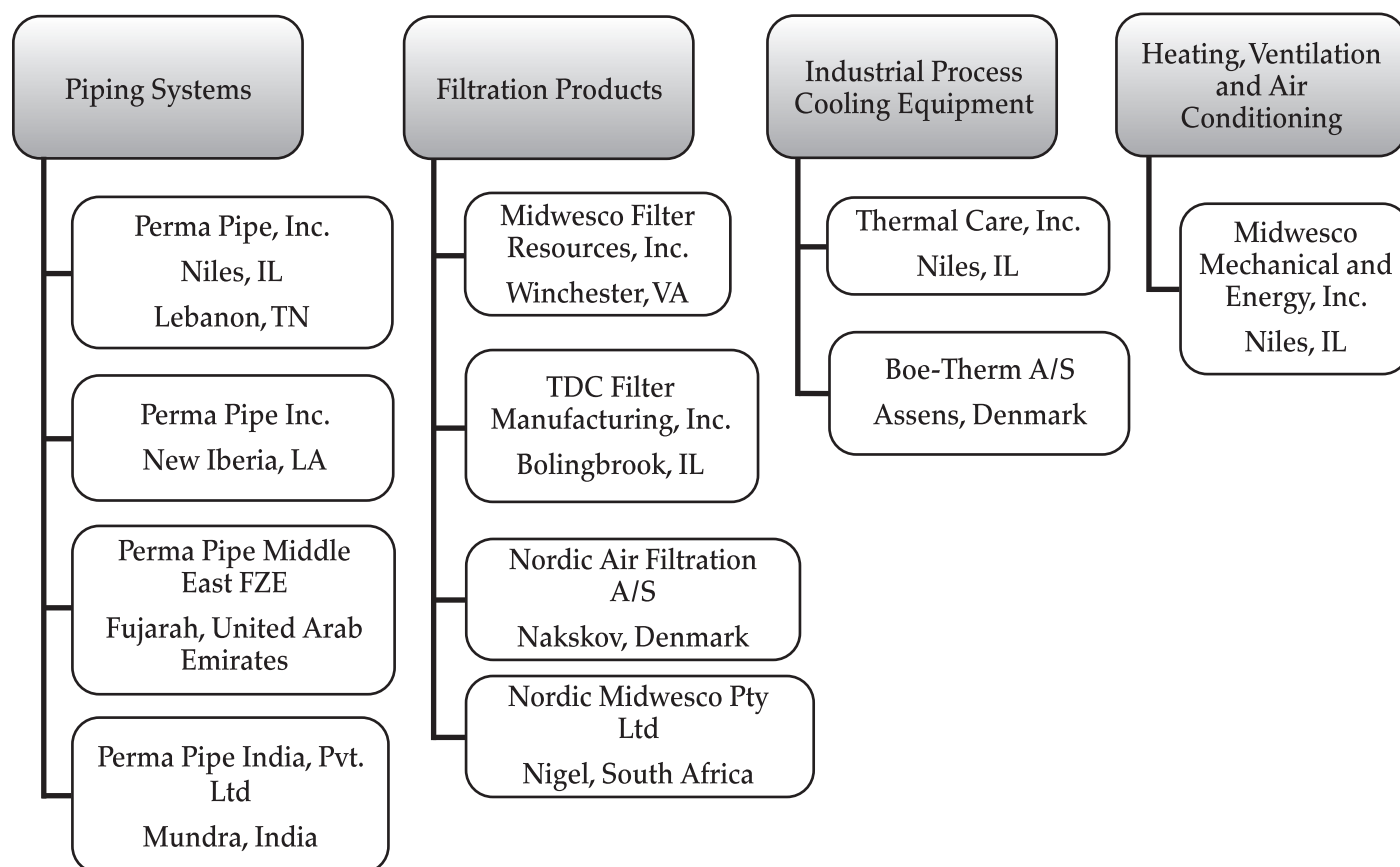 Piping Systems
Perma Pipe, Inc.
Niles, IL
Lebanon, TN
Perma Pipe Inc.
New Iberia, LA
Perma Pipe Middle
East FZE
Fujarah, United Arab
Emirates
Perma Pipe India, Pvt.
Ltd
Mundra, India
Filtration Products
Midwesco Filter
Resources, Inc.
Winchester, VA
TDC Filter
Manufacturing, Inc.
Bolingbrook, IL
Nordic Air Filtration
A/S
Nakskov, Denmark
Nordic Midwesco Pty
Ltd
Nigel, South Africa
Industrial Process
Cooling Equipment
Thermal Care, Inc.
Niles, IL
Boe-Therm A/S
Assens, Denmark
Heating, Ventilation
and Air
Conditioning
Midwesco
Mechanical and
Energy, Inc.
Niles, IL